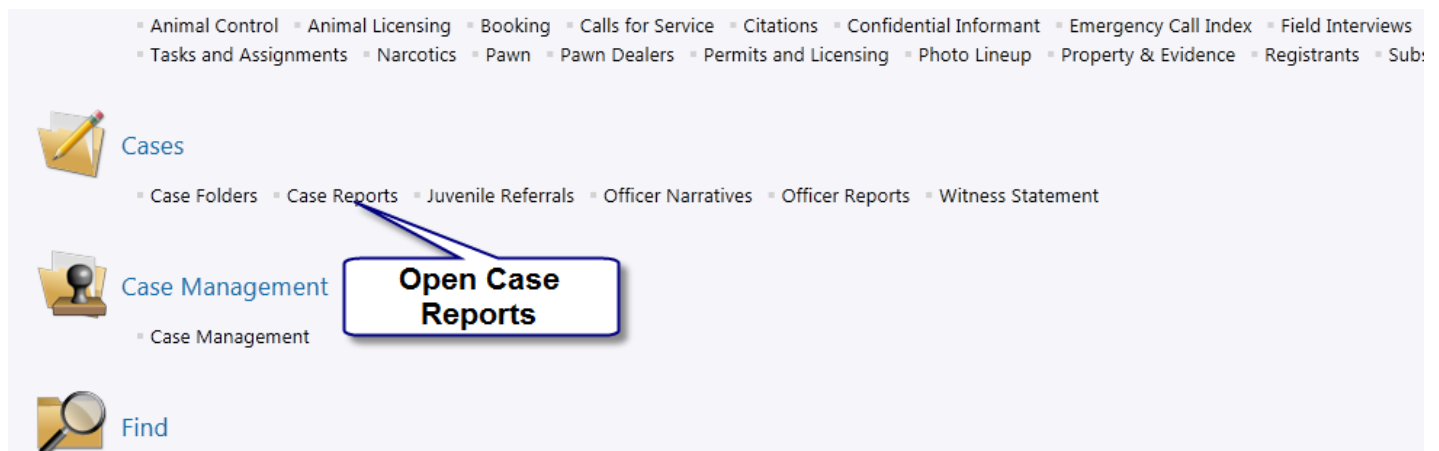 Animal Control Animal Licensing Booking Calls for Service Citations Confidential Informant Emergency Call Index Field Interviews
Tasks and Assignments Narcotics Pawn Pawn Dealers Permits and Licensing Photo Lineup Property & Evidence Registrants
Cases
Case Folders Case Reports Juvenile Referrals Officer Narratives Officer Reports Witness Statement
Case Management
Open Case
Reports
Case Management
Find